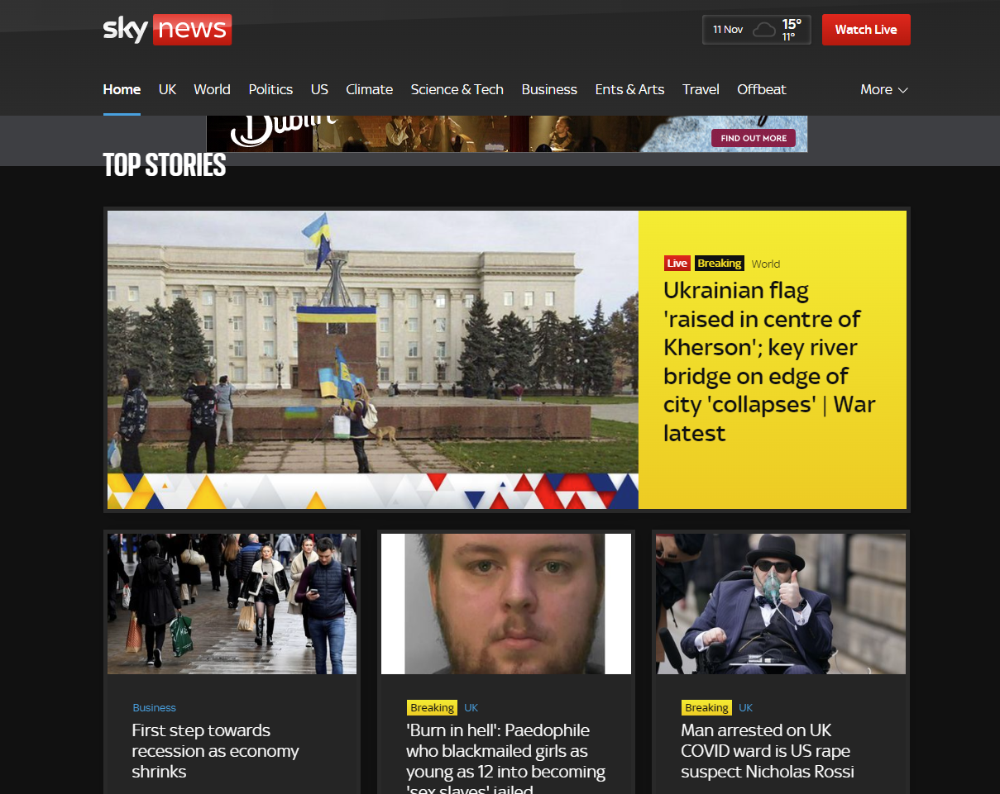 sky news
11 Nov 15° 11°
Watch Live
Home UK World Politics US Climate Science & Tech Business Ents & Arts Travel Offbeat More
Dublin
FIND OUT MORE
TOP STORIES
Live Breaking World
Ukrainian flag
'raised in centre of
Kherson'; key river
bridge on edge of
city 'collapses' | War
latest
Business
First step towards
recession as economy
shrinks
Breaking UK
'Burn in hell': Paedophile
who blackmailed girls as
young as 12 into becoming
'sex slaves' jailed
Breaking UK
Man arrested on UK
COVID ward is US rape
suspect Nicholas Rossi